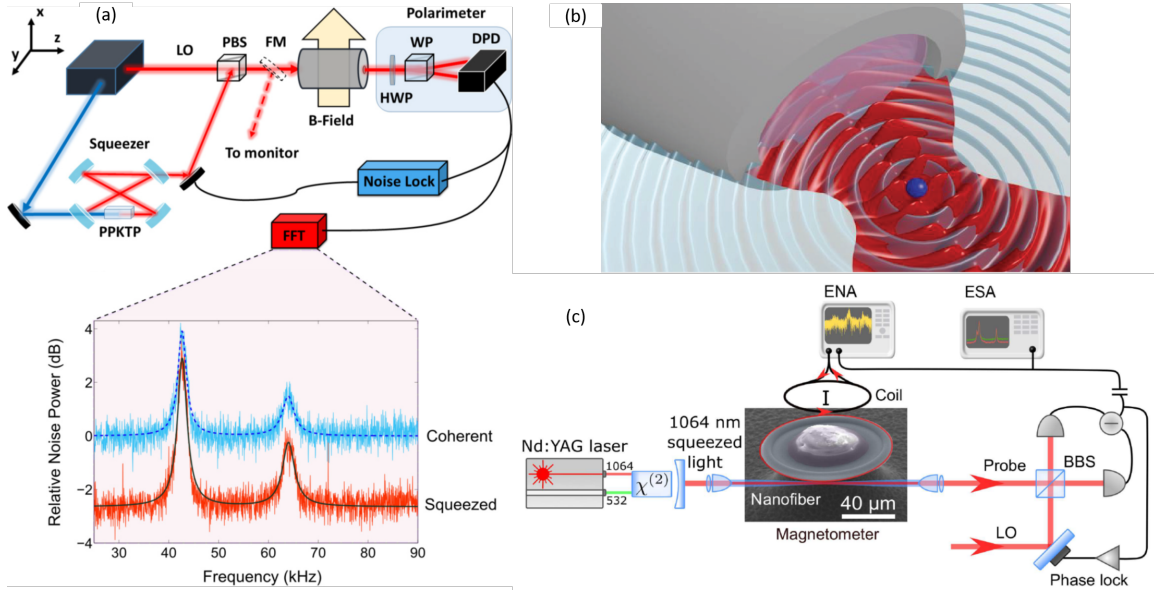 (a)
x
y
z
LO
PBS
FM
Polarimeter
WP
DPD
HWP
B-Field
To monitor
Squeezer
PPKTP
Noise Lock
FFT
Relative Noise Power (dB)
4
2
0
−2
−4
Coherent
Squeezed
30
40
50
60
70
80
90
Frequency (kHz)
(b)
(c)
ENA
ESA
I
Coil
1064 nm
squeezed
light
Nd:YAG laser
1064
532
χ(2)
Nanofiber
40 μm
Magnetometer
Probe
BBS
LO
Phase lock